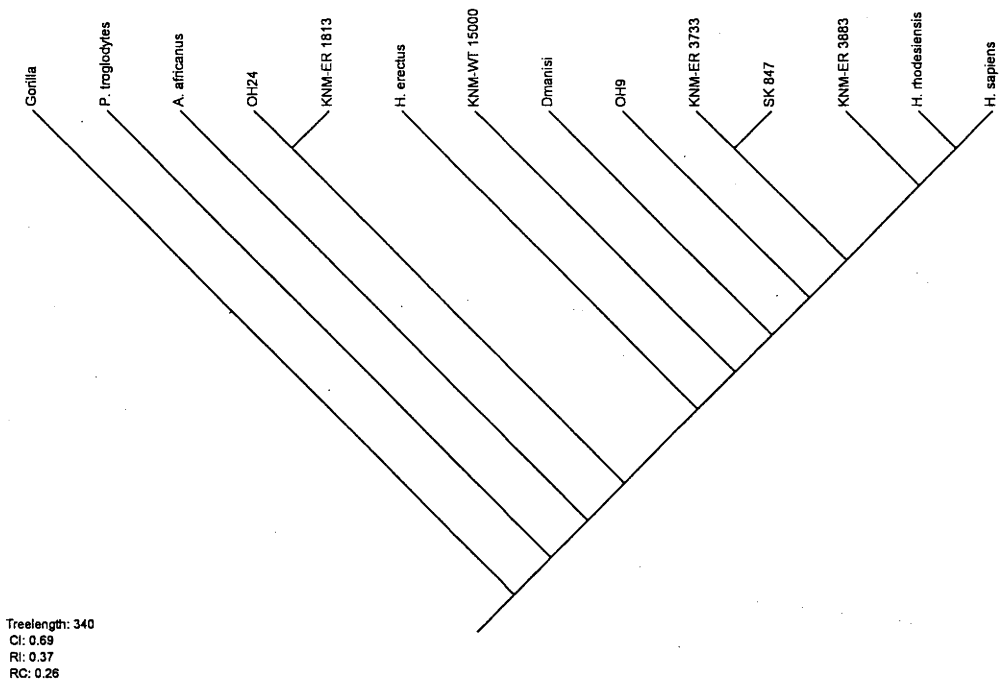 Gorilla
P. troglodytes
A. africanus
OH24
KNM-ER 1813
H. erectus
KNM-WT 15000
Dmanisi
OH9
KNM-ER 3733
SK 847
KNM-ER 3883
H. rhodesiensis
H. sapiens
Treelength: 340
CI: 0.69
RI: 0.37
RC: 0.26